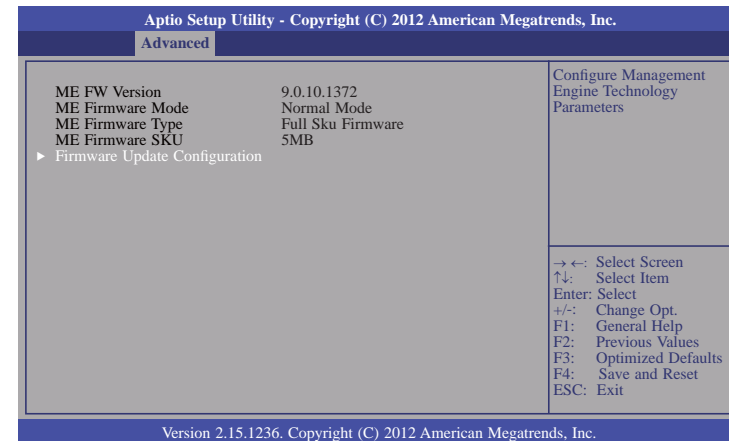 Aptio Setup Utility - Copyright (C) 2012 American Megatrends, Inc.
Advanced
ME FW Version 9.0.10.1372
ME Firmware Mode Normal Mode
ME Firmware Type Full Sku Firmware
ME Firmware SKU 5MB
► Firmware Update Configuration
Configure Management
Engine Technology
Parameters
→←: Select Screen
↑↓: Select Item
Enter: Select
+/-: Change Opt.
F1: General Help
F2: Previous Values
F3: Optimized Defaults
F4: Save and Reset
ESC: Exit
Version 2.15.1236. Copyright (C) 2012 American Megatrends, Inc.